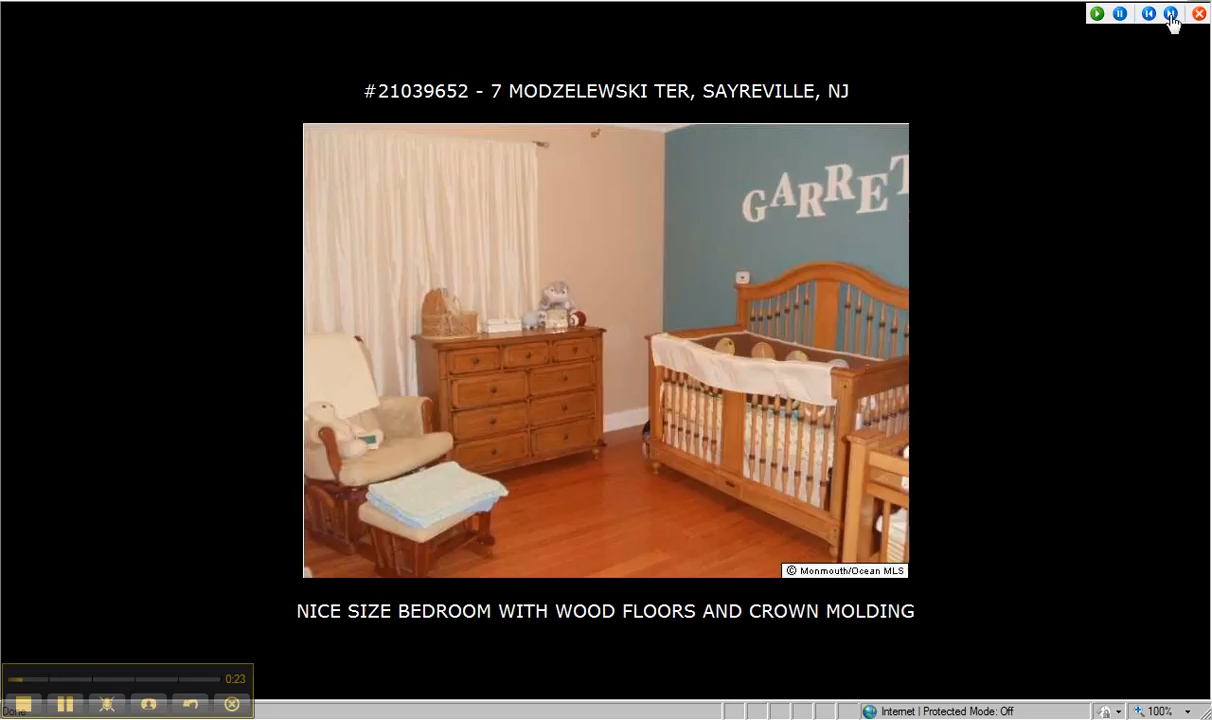 #21039652 - 7 MODZELEWSKI TER, SAYREVILLE, NJ
GARRET
© Monmouth/Ocean MLS
NICE SIZE BEDROOM WITH WOOD FLOORS AND CROWN MOLDING
0:23
Done
Internet | Protected Mode: Off
100%